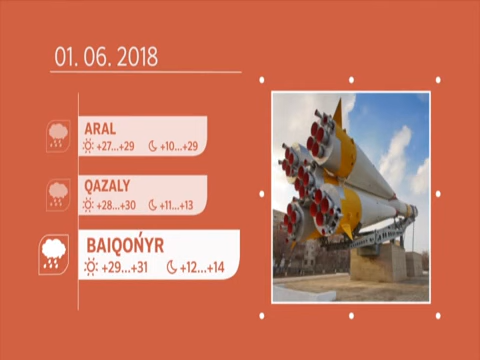 01. 06. 2018
ARAL
+27...+29 +10...+29
QAZALY
+28...+30 +11...+13
BAIQOŃYR
+29...+31 +12...+14